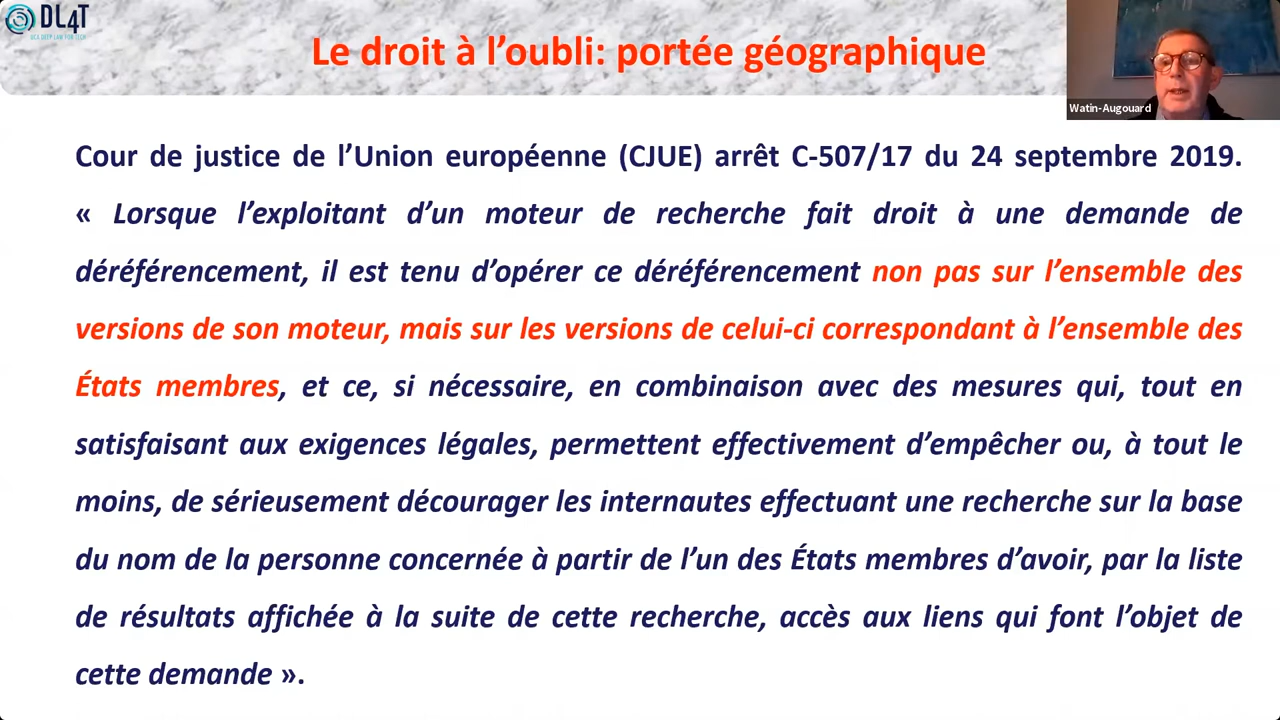 DL4T
UCA DEEP LAW FOR TECH
Le droit à l’oubli: portée géographique
Watin-Augouard
Cour de justice de l’Union européenne (CJUE) arrêt C-507/17 du 24 septembre 2019.
« Lorsque l’exploitant d’un moteur de recherche fait droit à une demande de
déréférencement, il est tenu d’opérer ce déréférencement non pas sur l’ensemble des
versions de son moteur, mais sur les versions de celui-ci correspondant à l’ensemble des
États membres, et ce, si nécessaire, en combinaison avec des mesures qui, tout en
satisfaisant aux exigences légales, permettent effectivement d’empêcher ou, à tout le
moins, de sérieusement décourager les internautes effectuant une recherche sur la base
du nom de la personne concernée à partir de l’un des États membres d’avoir, par la liste
de résultats affichée à la suite de cette recherche, accès aux liens qui font l’objet de
cette demande ».